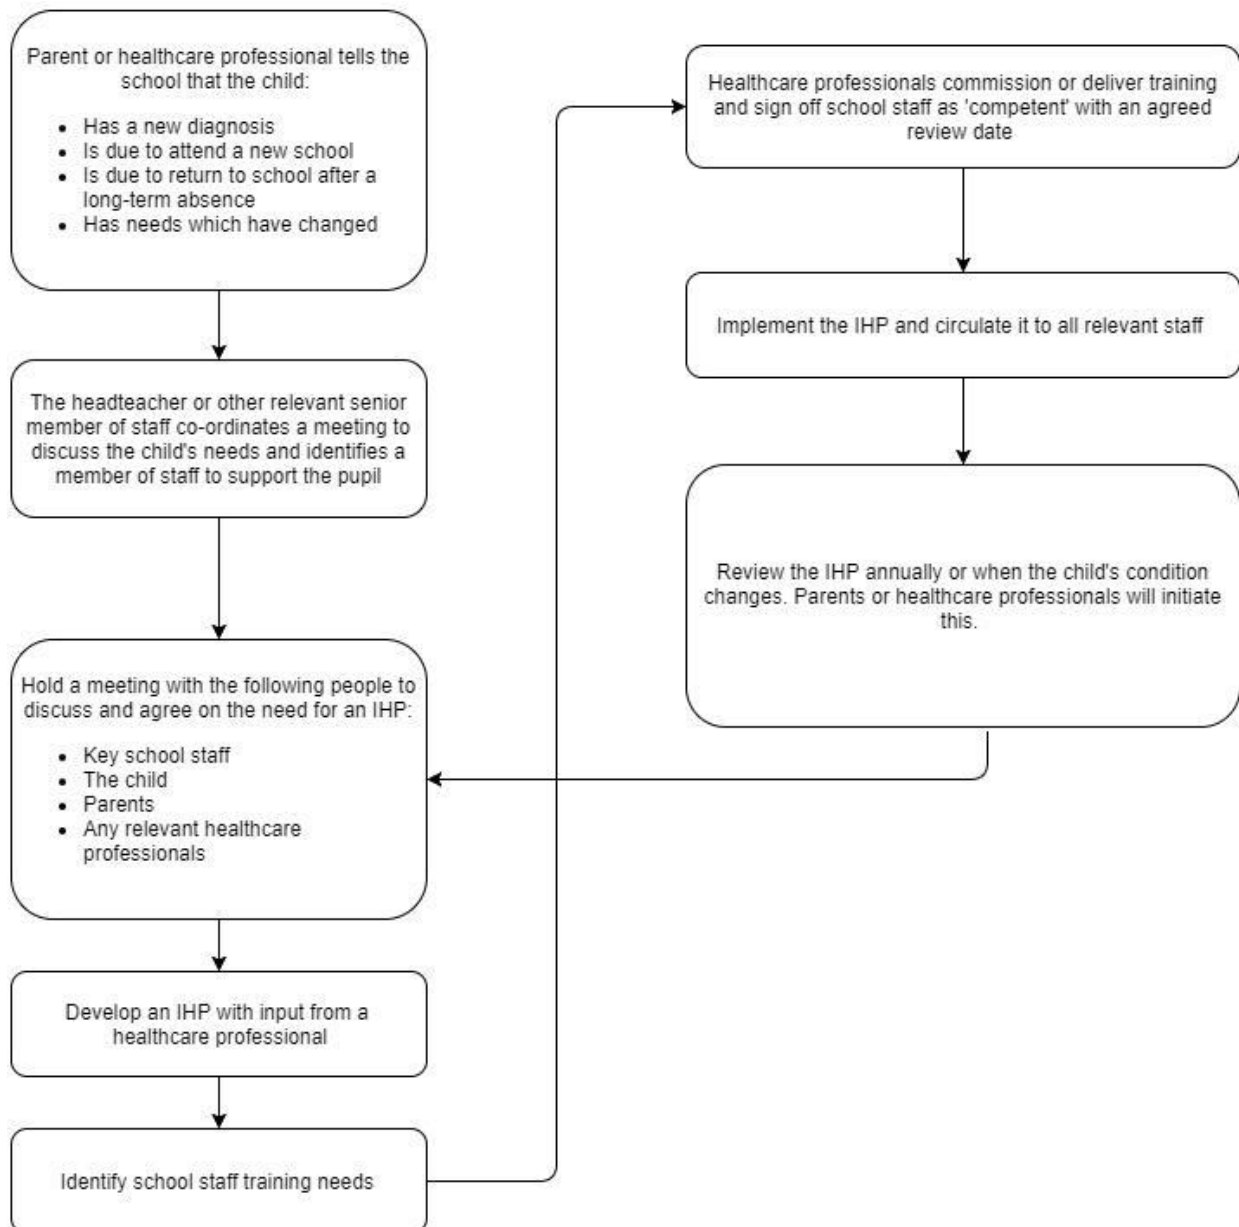 Parent or healthcare professional tells the
school that the child:
• Has a new diagnosis
• Is due to attend a new school
• Is due to return to school after a
long-term absence
• Has needs which have changed
The headteacher or other relevant senior
member of staff co-ordinates a meeting to
discuss the child's needs and identifies a
member of staff to support the pupil
Hold a meeting with the following people to
discuss and agree on the need for an IHP:
• Key school staff
• The child
• Parents
• Any relevant healthcare
professionals
Develop an IHP with input from a
healthcare professional
Identify school staff training needs
Healthcare professionals commission or deliver training
and sign off school staff as 'competent' with an agreed
review date
Implement the IHP and circulate it to all relevant staff
Review the IHP annually or when the child's condition
changes. Parents or healthcare professionals will initiate
this.